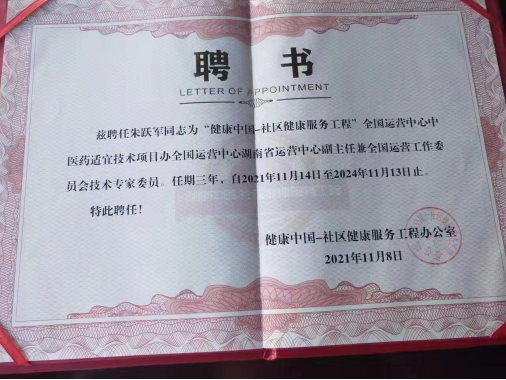 聘 书
LETTER OF APPOINTMENT
兹聘任朱跃军同志为“健康中国-社区健康服务工程”全国运营中心中
医药适宜技术项目办全国运营中心湖南省运营中心副主任兼全国运营工作委
员会技术专家委员。任期三年，自2021年11月14日至2024年11月13日止。
特此聘任！
健康中国-社区健康服务工程办公室
2021年11月8日